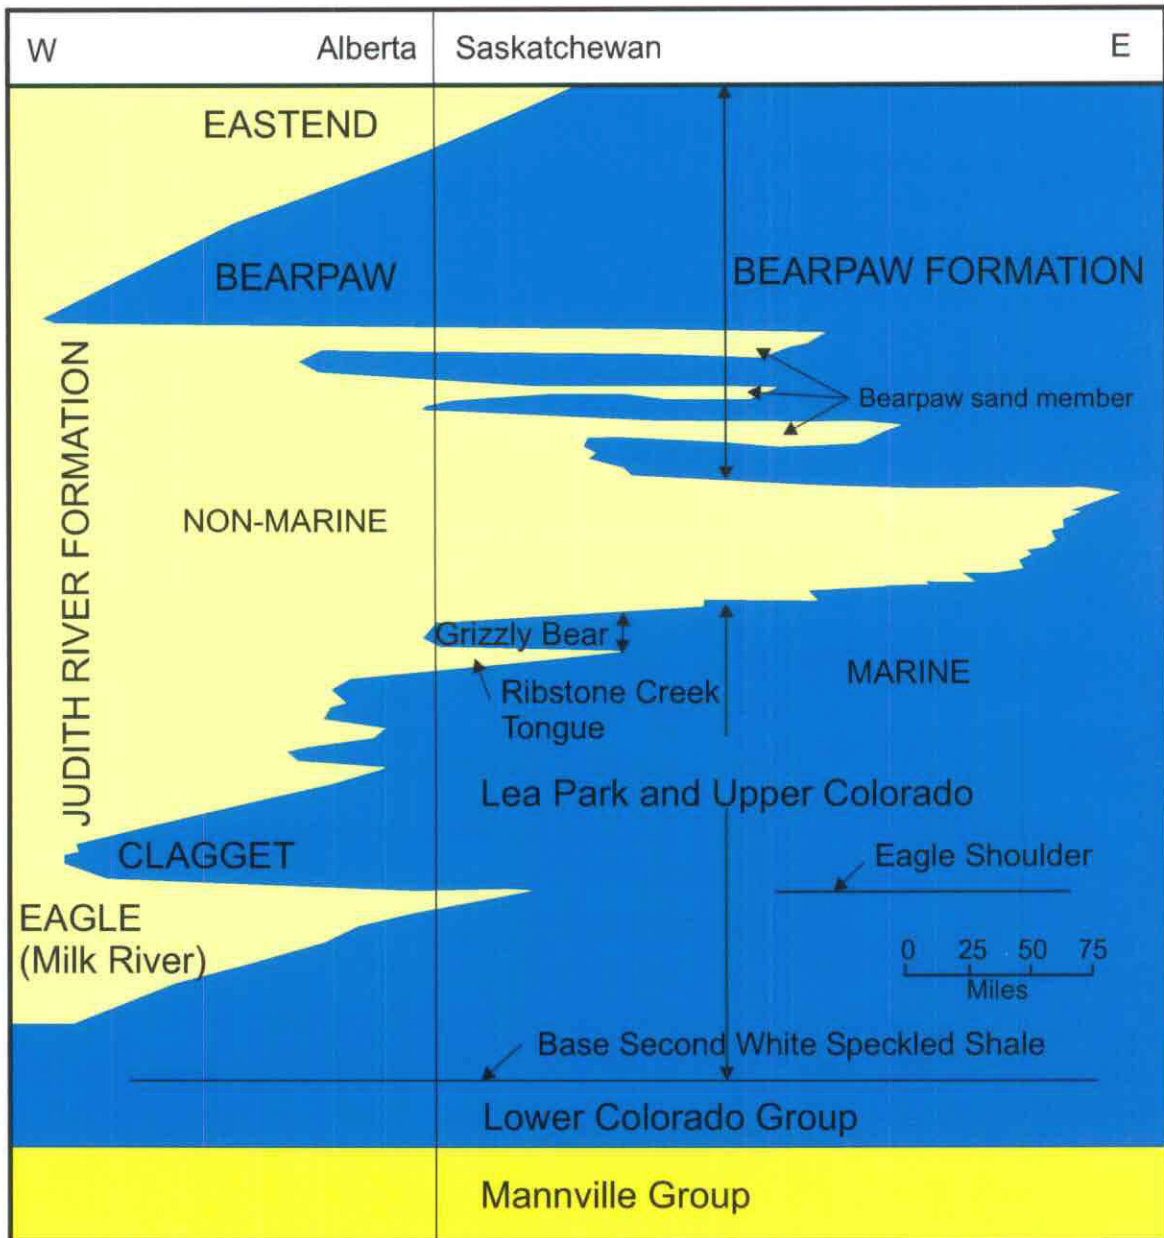 W
Alberta
Saskatchewan
E
EASTEND
BEARPAW
BEARPAW FORMATION
JUDITH RIVER FORMATION
Bearpaw sand member
NON-MARINE
Grizzly Bear
MARINE
Ribstone Creek
Tongue
Lea Park and Upper Colorado
CLAGGET
Eagle Shoulder
EAGLE
(Milk River)
0 25 50 75
Miles
Base Second White Speckled Shale
Lower Colorado Group
Mannville Group